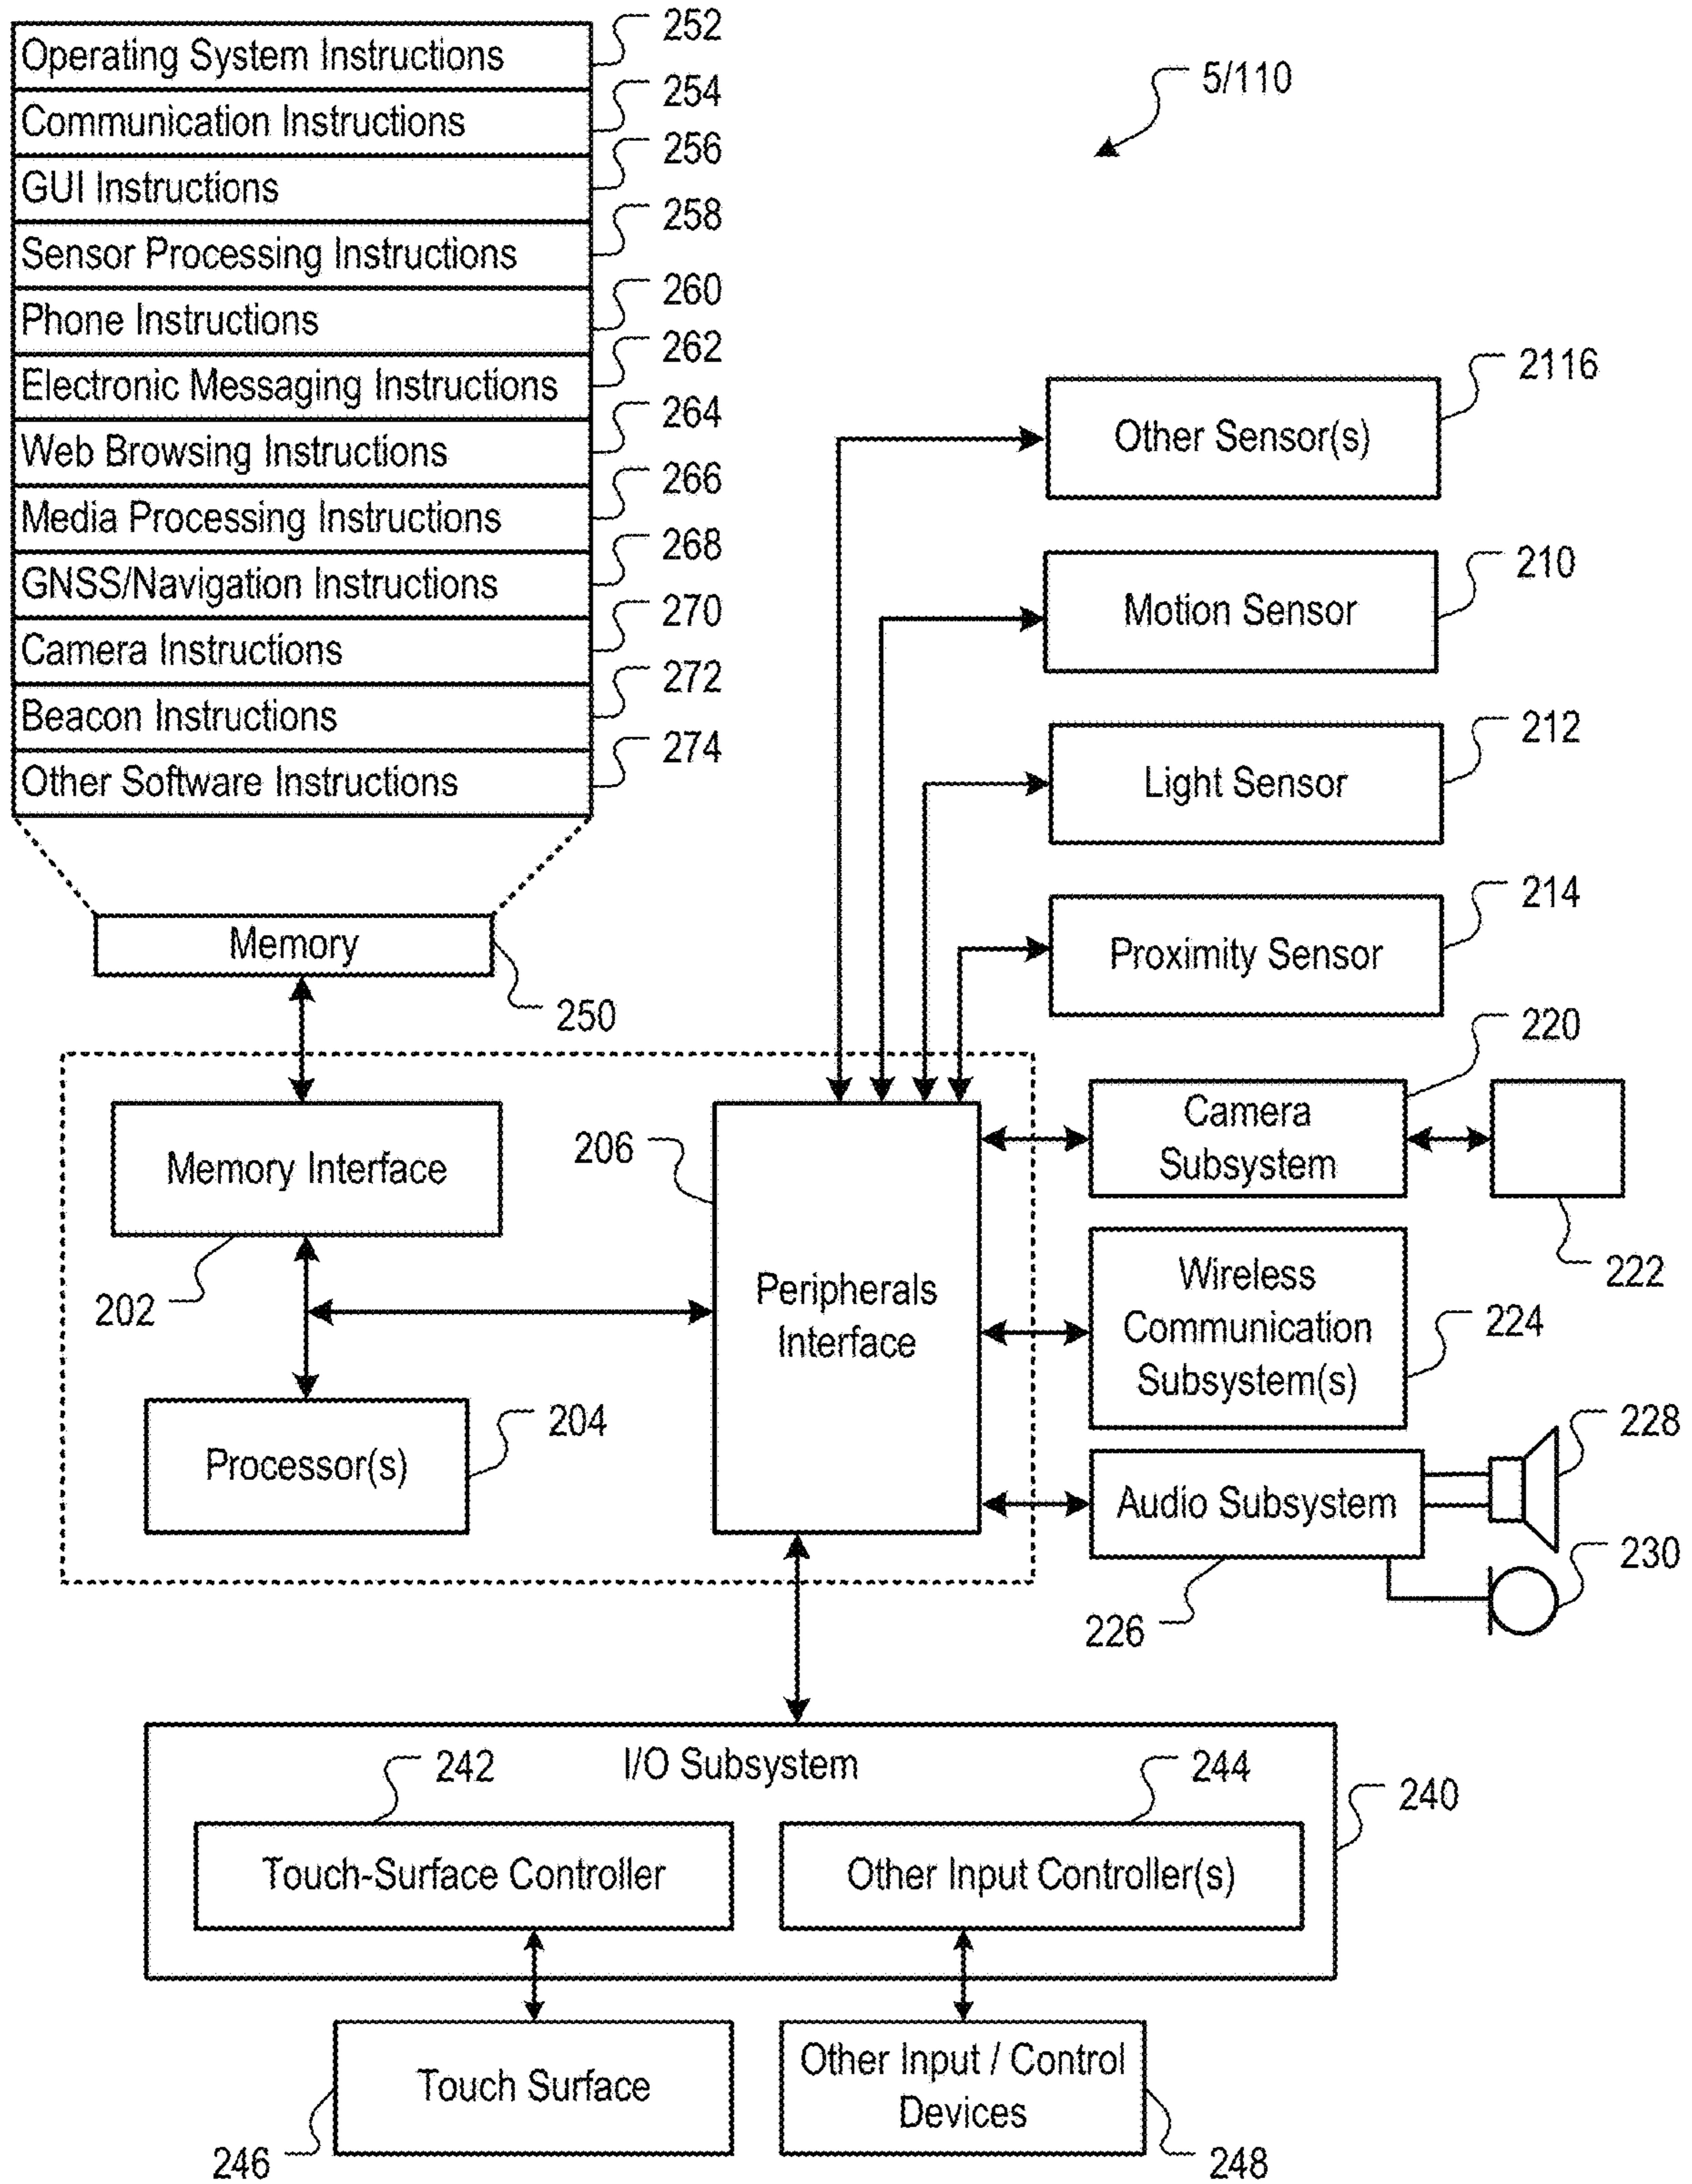 252
Operating System Instructions
254
Communication Instructions
256
GUI Instructions
258
Sensor Processing Instructions
260
Phone Instructions
262
Electronic Messaging Instructions
264
Web Browsing Instructions
266
Media Processing Instructions
268
GNSS/Navigation Instructions
270
Camera Instructions
272
Beacon Instructions
274
Other Software Instructions
Memory
250
5/110
2116
Other Sensor(s)
210
Motion Sensor
212
Light Sensor
214
Proximity Sensor
220
Camera
Subsystem
222
Memory Interface
202
206
Peripherals
Interface
Wireless
Communication
Subsystem(s)
224
Processor(s)
204
Audio Subsystem
226
228
230
I/O Subsystem
240
242
Touch-Surface Controller
244
Other Input Controller(s)
Touch Surface
246
Other Input / Control
Devices
248